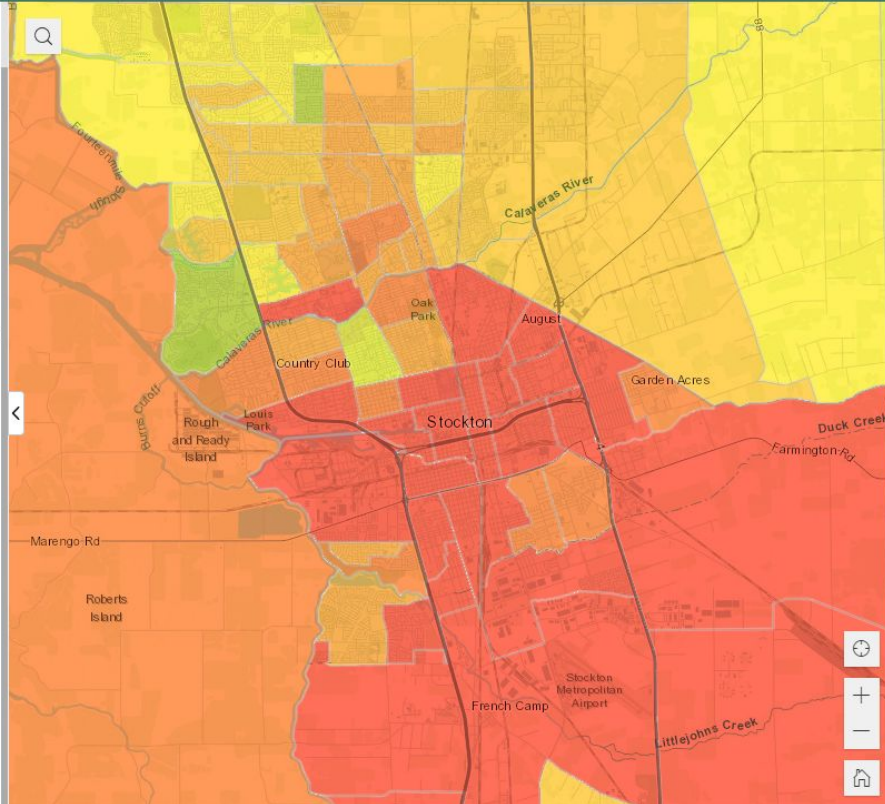 88
Fourteenmile
Slough
Calaveras River
Oak
Park
August
Calaveras River
Country Club
Garden Acres
Burns Cutoff
Louis
Park
Rough
and Ready
Island
Stockton
Duck Creek
Farmington Rd
Marengo Rd
Roberts
Island
Stockton
Metropolitan
Airport
French Camp
Littlejohns Creek